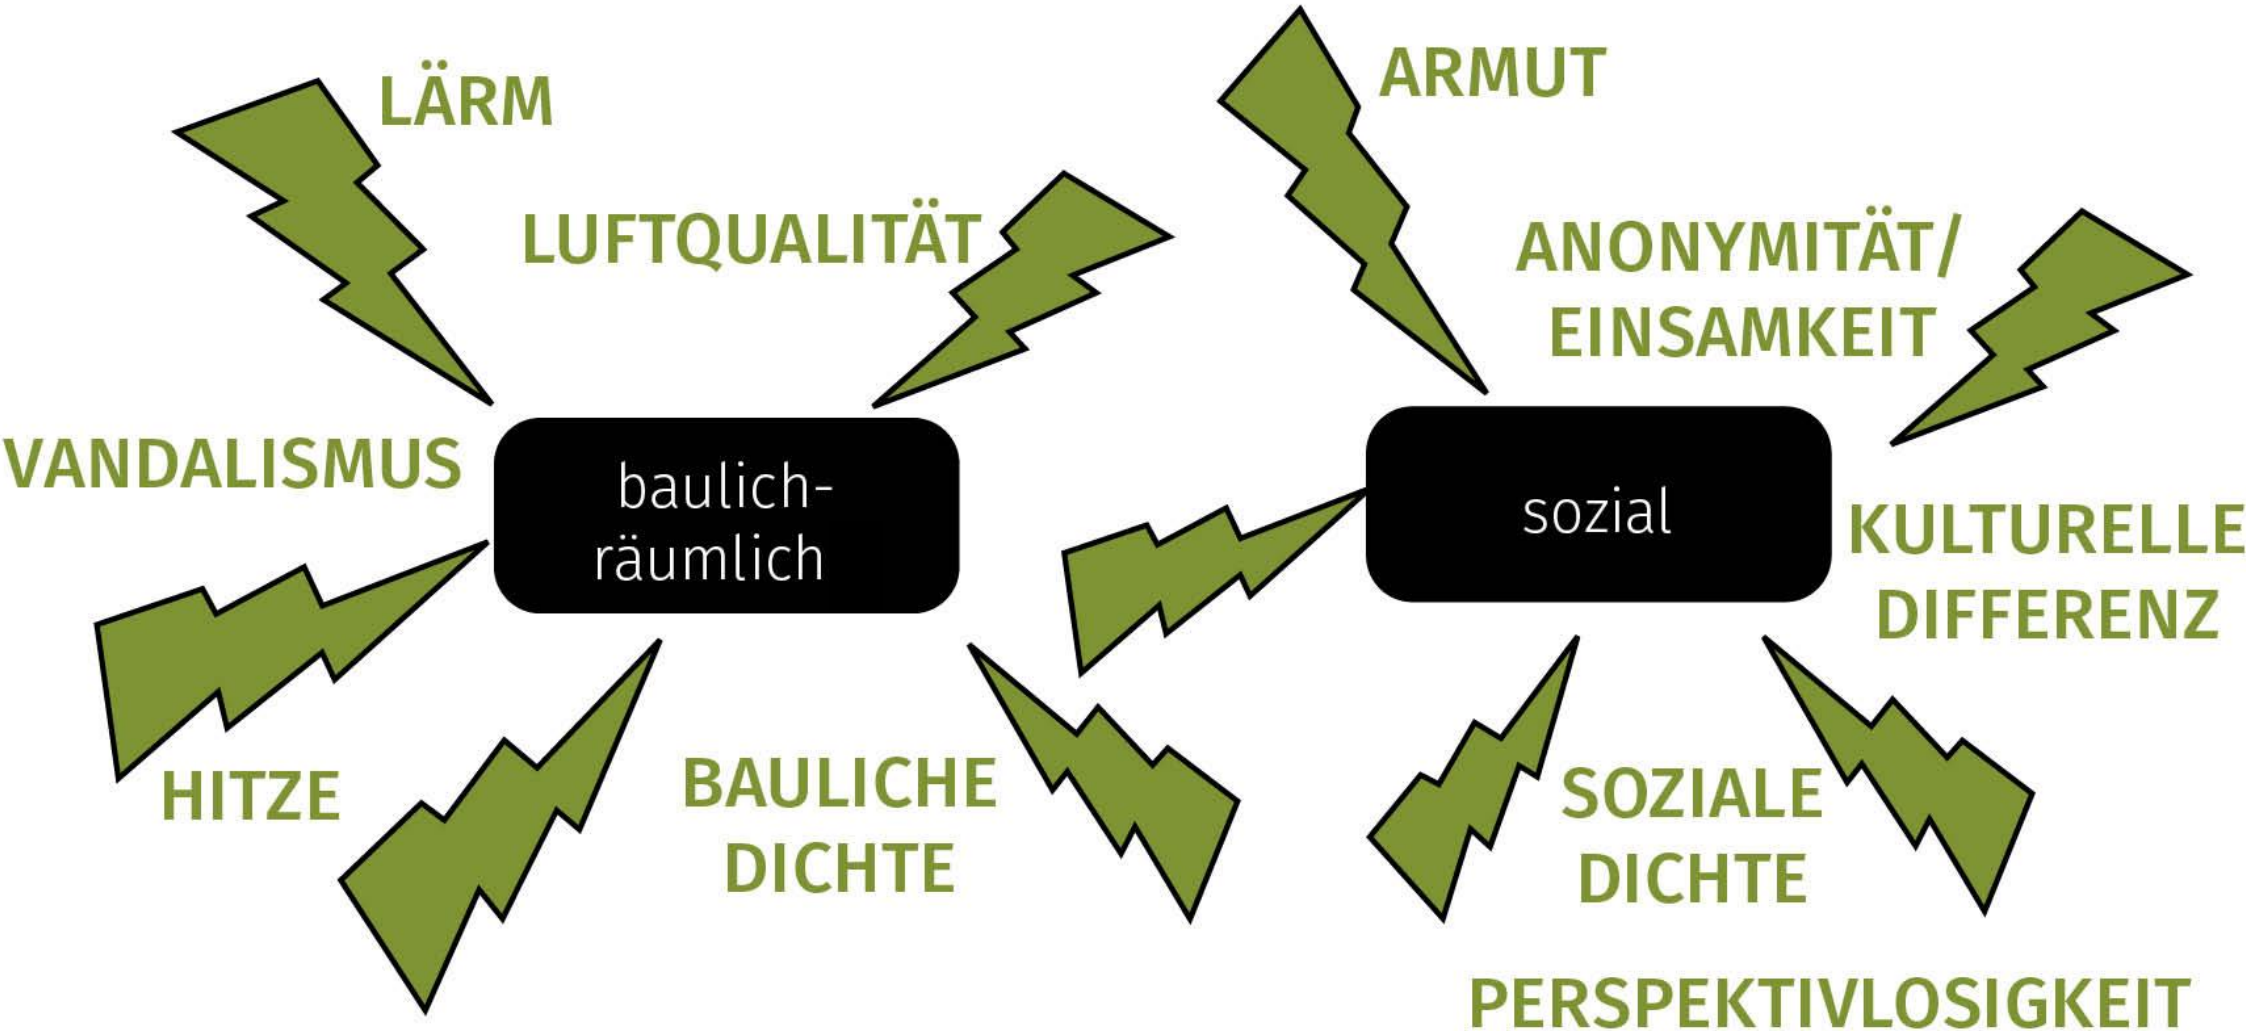 LÄRM
LUFTQUALITÄT
VANDALISMUS
baulich-
räumlich
HITZE
BAULICHE
DICHTE
ARMUT
ANONYMITÄT/
EINSAMKEIT
sozial
KULTURELLE
DIFFERENZ
SOZIALE
DICHTE
PERSPEKTIVLOSIGKEIT